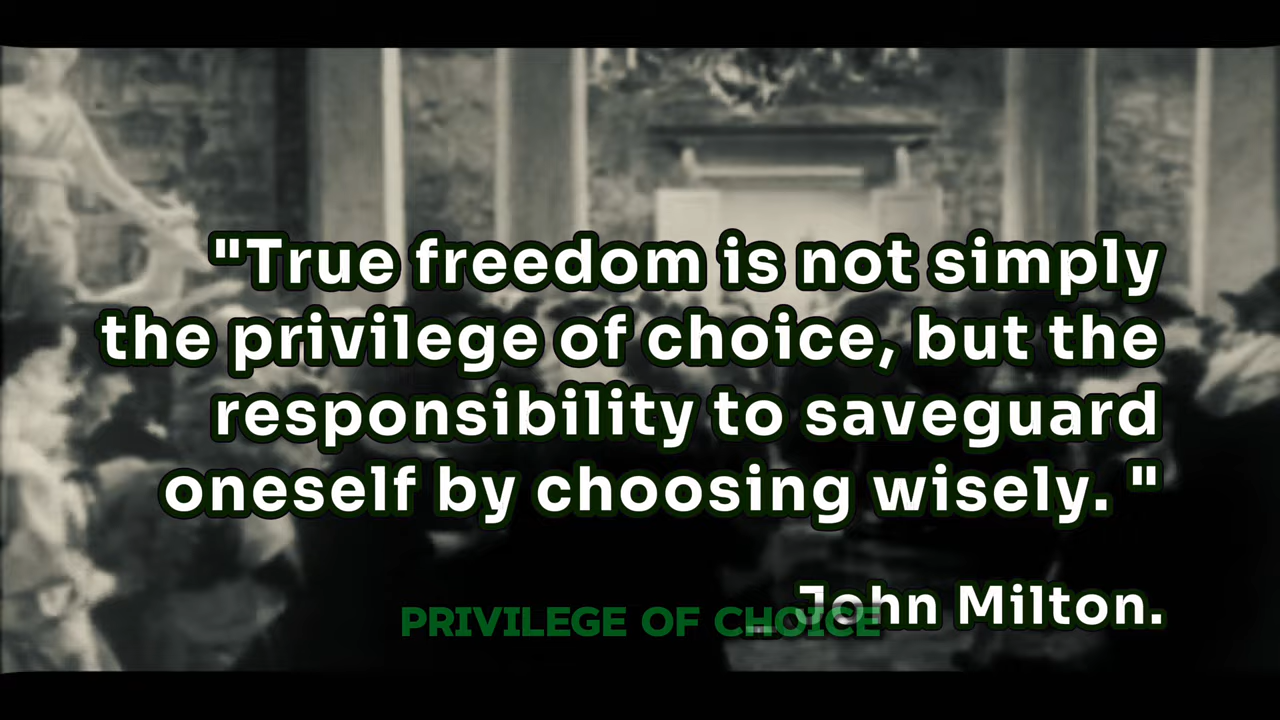 "True freedom is not simply
the privilege of choice, but the
responsibility to saveguard
oneself by choosing wisely. "
_ John Milton.
PRIVILEGE OF CHOICE